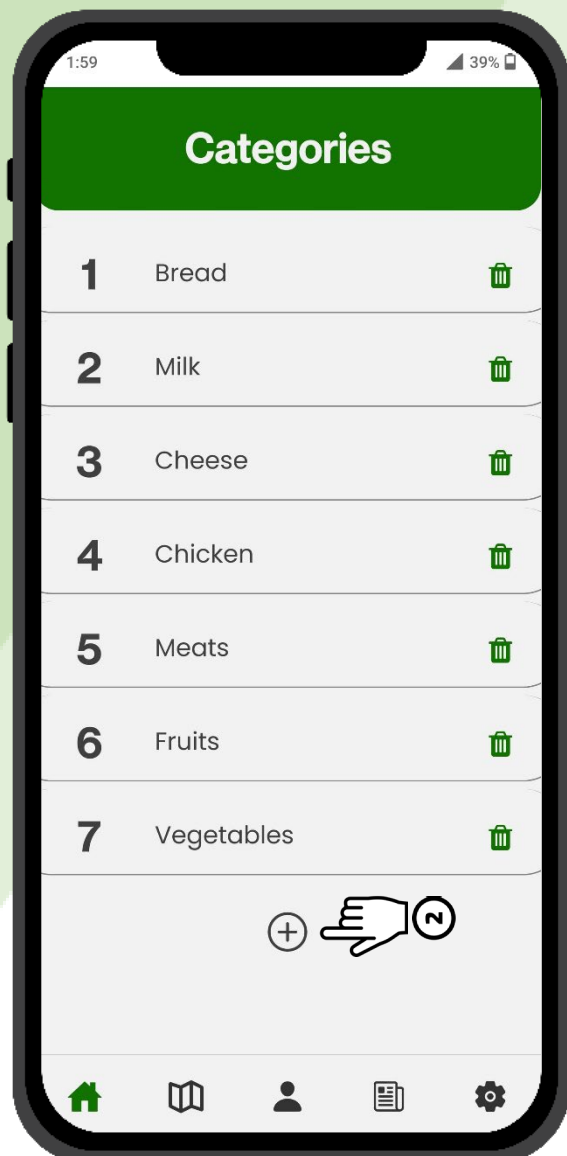 1:59
39%
Categories
1 Bread
2 Milk
3 Cheese
4 Chicken
5 Meats
6 Fruits
7 Vegetables
2